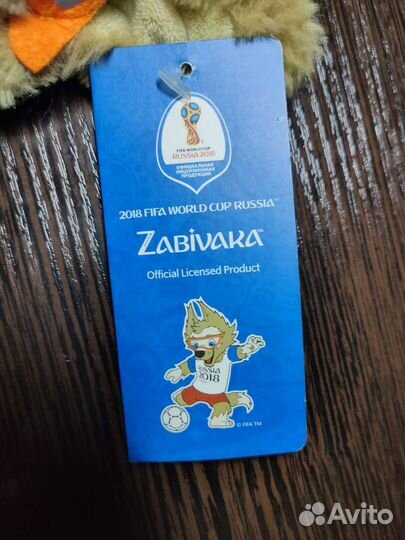 FIFA WORLD CUP
RUSSIA 2018
ОФИЦИАЛЬНАЯ
ЛИЦЕНЗИОННАЯ
ПРОДУКЦИЯ
2018 FIFA WORLD CUP RUSSIA™
ZABIVAKA™
Official Licensed Product
RUSSIA
2018
© FIFA TM
Avito